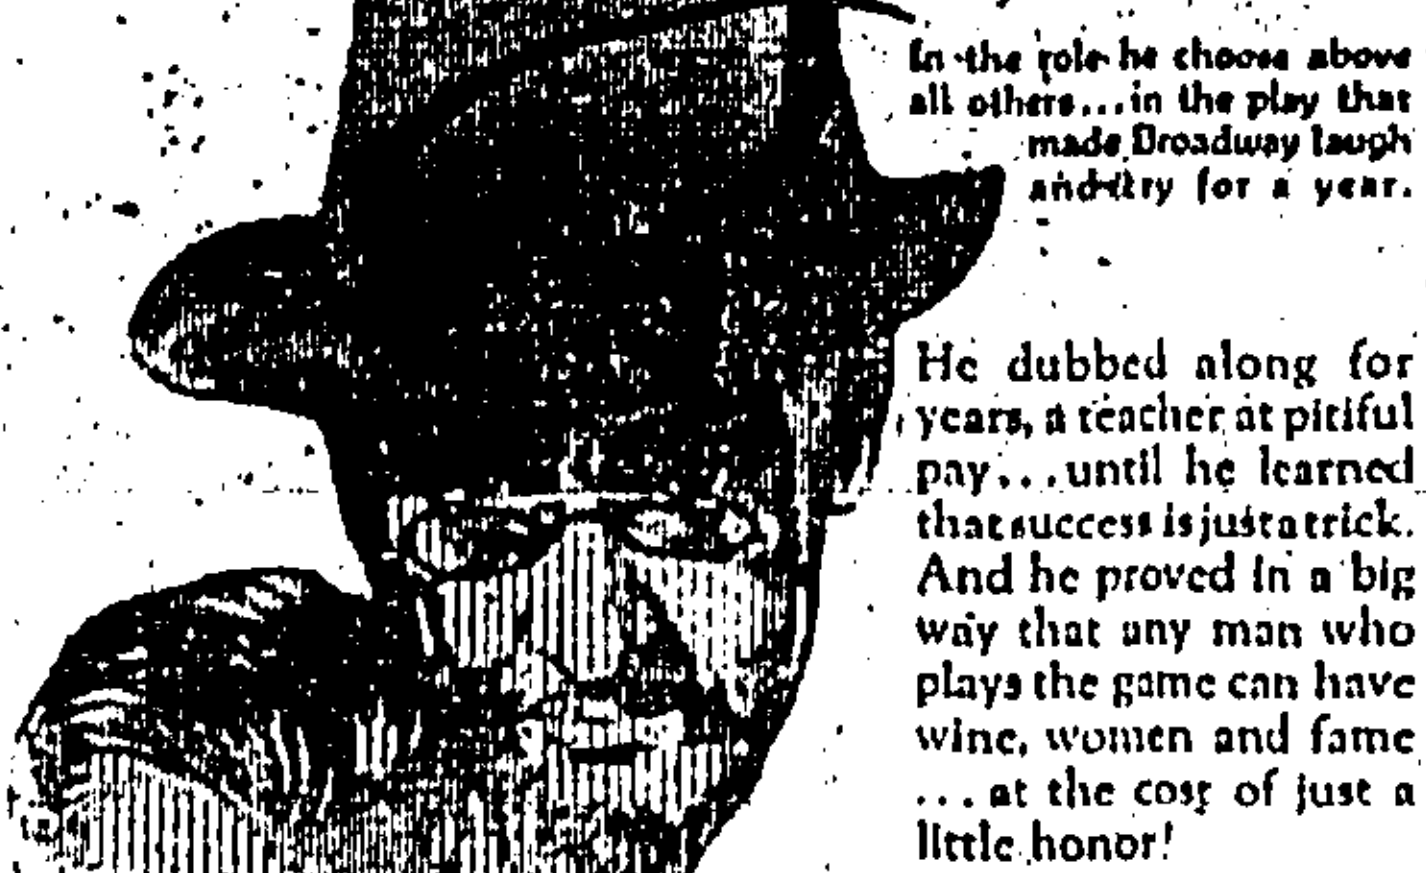 In the role he choose above
all others...in the play that
made Broadway laugh
and cry for a year.
He dubbed along for
years, a teacher at pitiful
pay...until he learned
that success is just a trick.
And he proved in a big
way that any man who
plays the game can have
wine, women and fame
...at the cost of just a
little honor!